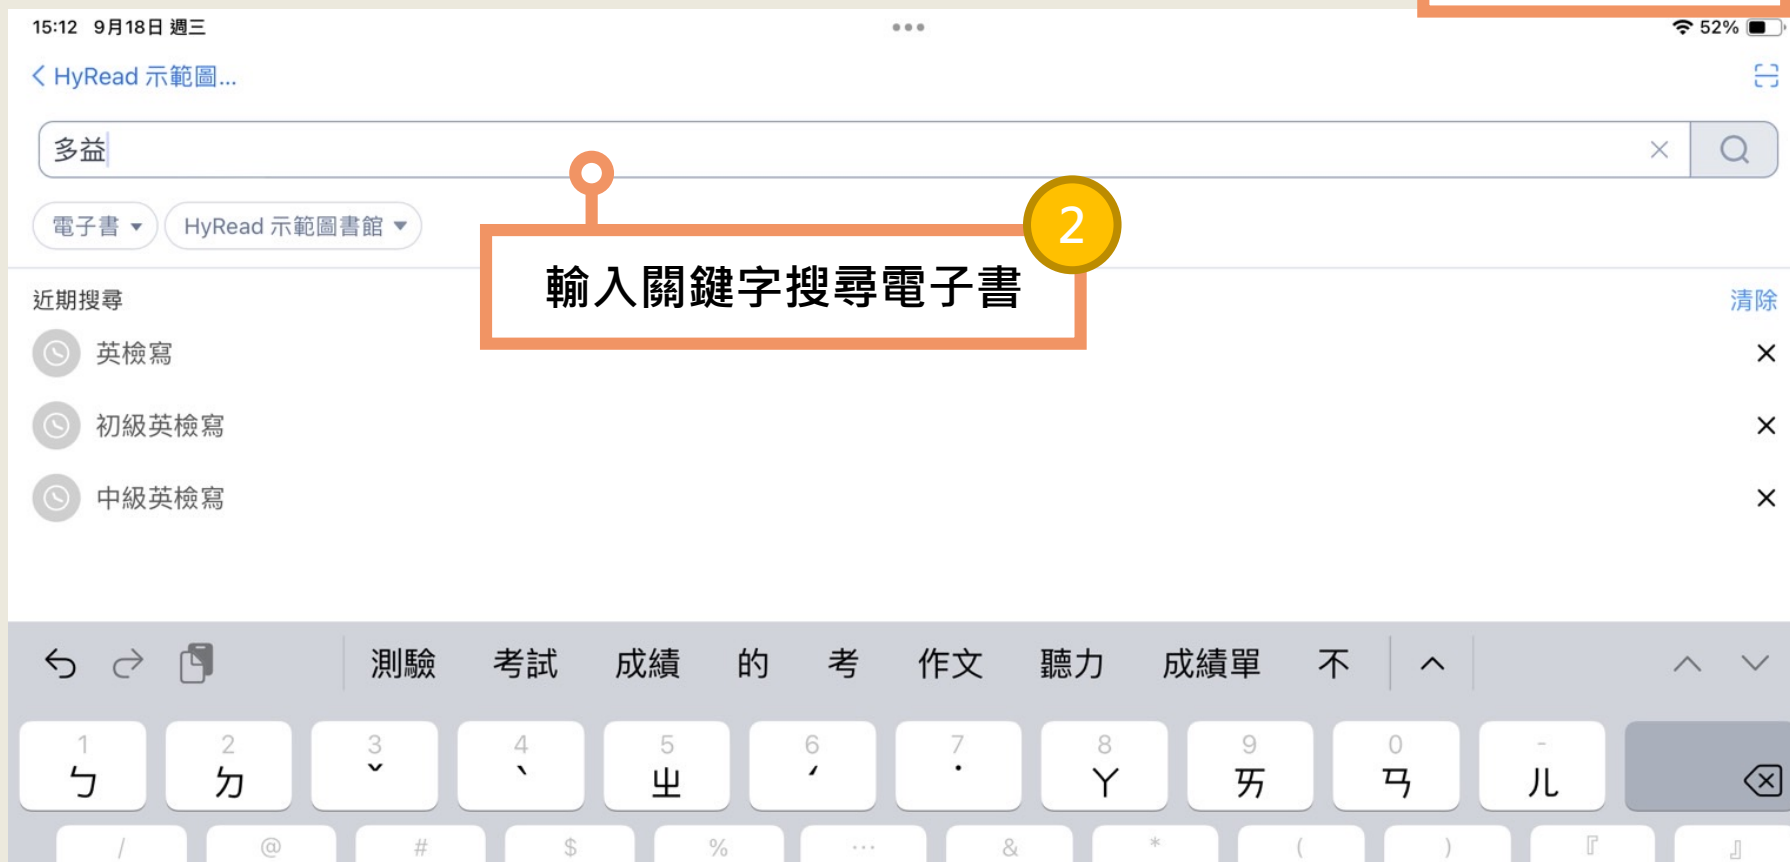 15:12 9月18日 週三
52%
HyRead 示範圖...
多益
電子書 HyRead 示範圖書館
2
輸入關鍵字搜尋電子書
近期搜尋 清除
英檢寫
初級英檢寫
中級英檢寫
測驗 考試 成績 的 考 作文 聽力 成績單 不
1 2 3 4 5 6 7 8 9 0 -
ㄅ ㄉ ˇ ˋ ㄓ ˊ ˙ ㄚ ㄞ ㄢ ㄦ
/ @ # $ % … & * ( ) 『 』